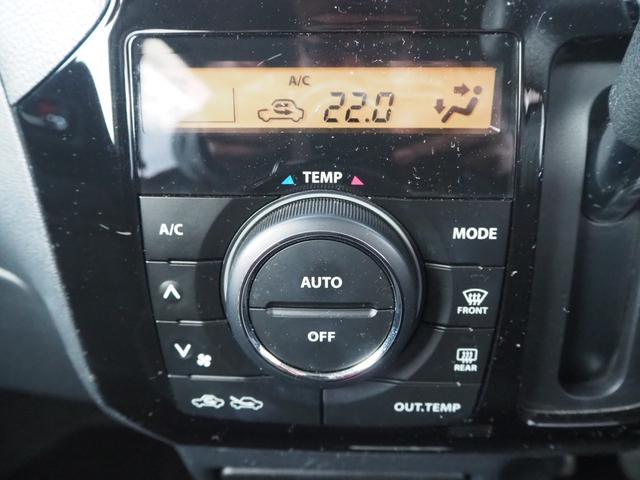 A/C
22.0
TEMP
A/C
MODE
AUTO
FRONT
OFF
REAR
OUT.TEMP